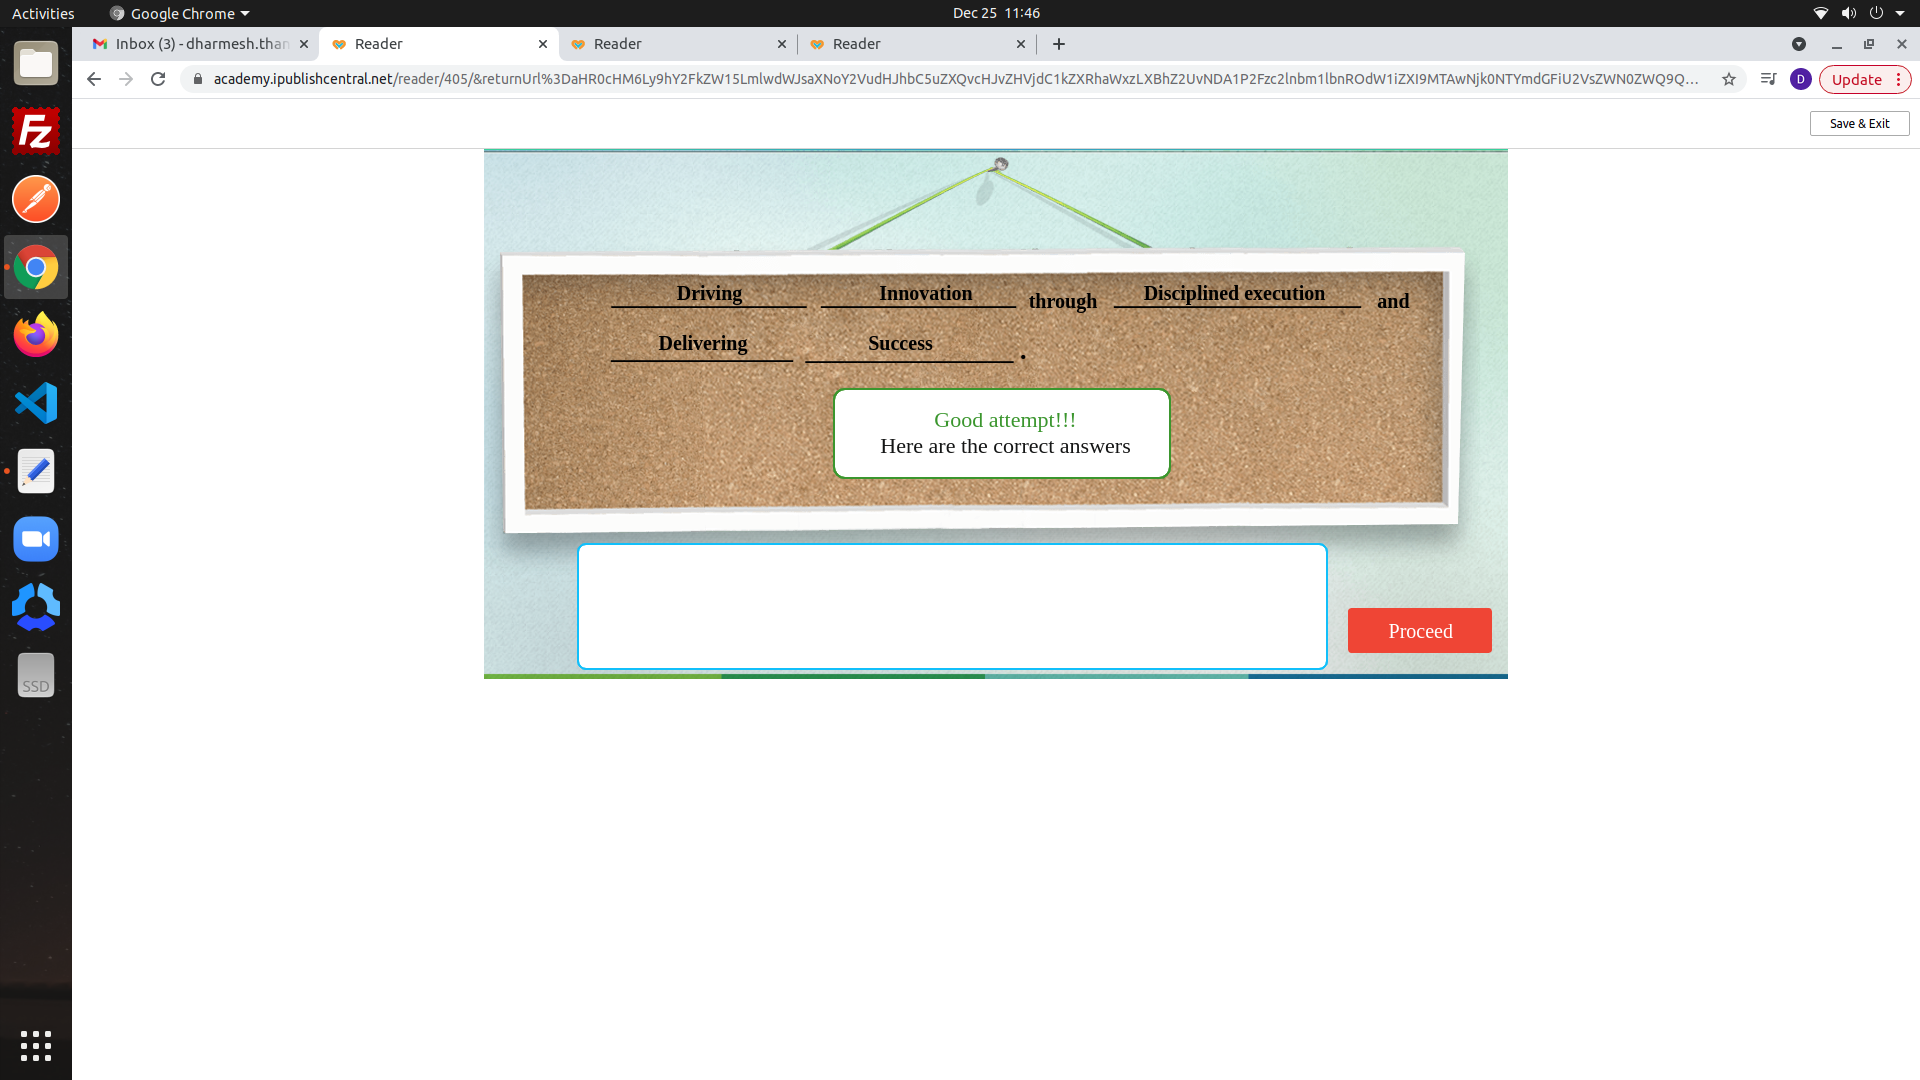 Activities Google Chrome Dec 25 11:46
Inbox (3) - dharmesh.than Reader Reader Reader
academy.ipublishcentral.net/reader/405/&returnUrl%3DaHR0cHM6Ly9hY2FkZW15LmlwdWJsaXNoY2VudHJhbC5uZXQvcHJvZHVjdC1kZXRhaWxzLXBhZ2UvNDA1P2Fzc2lnbm1lbnROdW1iZXI9MTAwNjk0NTYmdGFiU2VsZWN0ZWQ9Q... D Update
Save & Exit
Driving Innovation through Disciplined execution and
Delivering Success .
Good attempt!!!
Here are the correct answers
Proceed
Fz
SSD